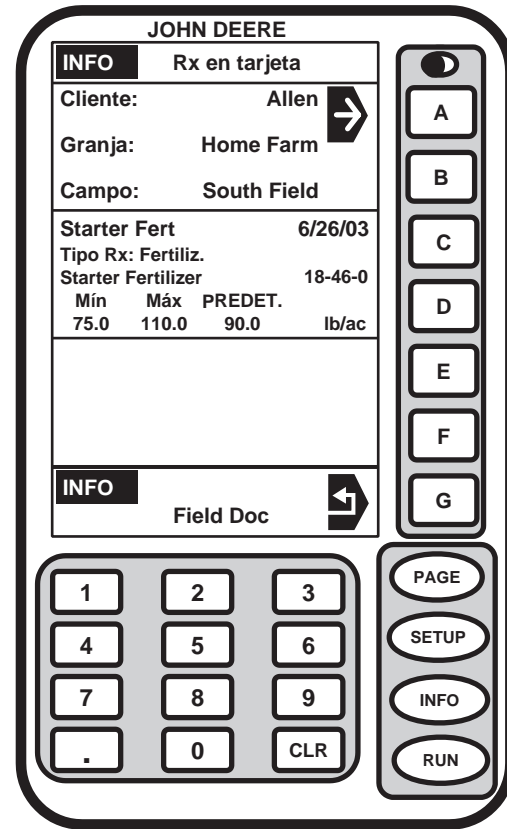 JOHN DEERE
INFO Rx en tarjeta
Cliente: Allen
Granja: Home Farm
Campo: South Field
Starter Fert 6/26/03
Tipo Rx: Fertiliz.
Starter Fertilizer 18-46-0
Mín Máx PREDET.
75.0 110.0 90.0 lb/ac
INFO
Field Doc
A
B
C
D
E
F
G
1 2 3
4 5 6
7 8 9
. 0 CLR
PAGE
SETUP
INFO
RUN